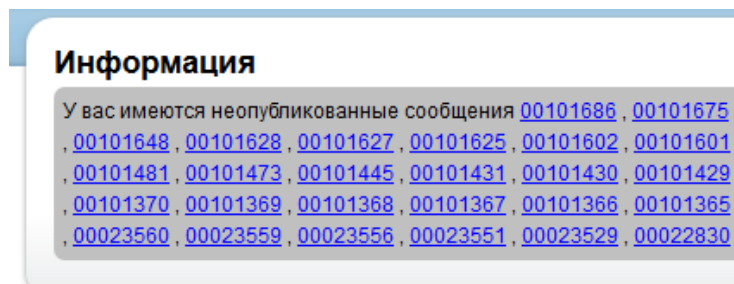 Информация
У вас имеются неопубликованные сообщения 00101686 , 00101675
, 00101648 , 00101628 , 00101627 , 00101625 , 00101602 , 00101601
, 00101481 , 00101473 , 00101445 , 00101431 , 00101430 , 00101429
, 00101370 , 00101369 , 00101368 , 00101367 , 00101366 , 00101365
, 00023560 , 00023559 , 00023556 , 00023551 , 00023529 , 00022830